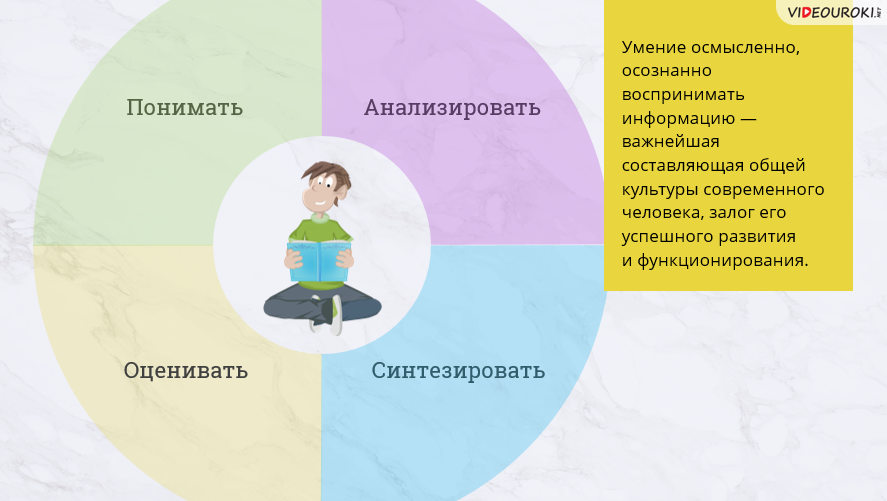 VIDEOUROKI.NET
Понимать
Анализировать
Оценивать
Синтезировать
Умение осмысленно,
осознанно
воспринимать
информацию —
важнейшая
составляющая общей
культуры современного
человека, залог его
успешного развития
и функционирования.